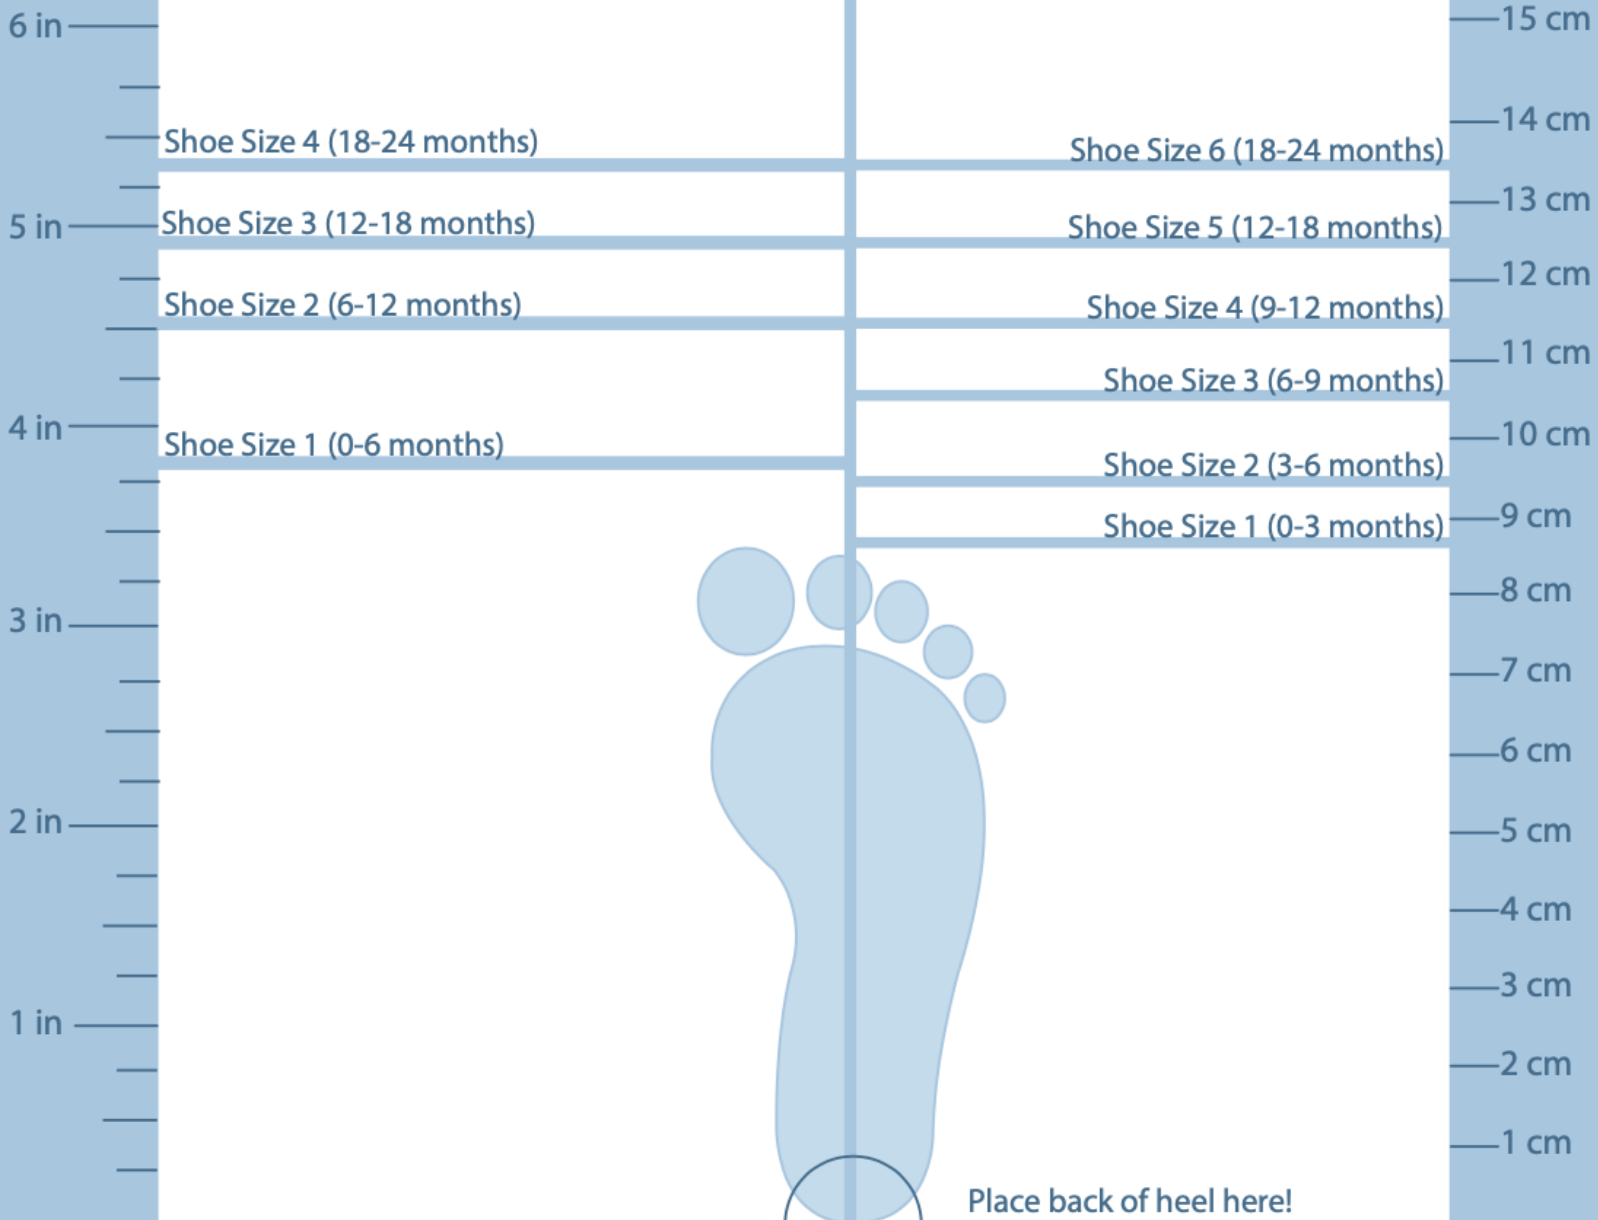 6 in
15 cm
14 cm
Shoe Size 4 (18-24 months)
Shoe Size 6 (18-24 months)
13 cm
5 in
Shoe Size 3 (12-18 months)
Shoe Size 5 (12-18 months)
12 cm
Shoe Size 2 (6-12 months)
Shoe Size 4 (9-12 months)
11 cm
Shoe Size 3 (6-9 months)
4 in
10 cm
Shoe Size 1 (0-6 months)
Shoe Size 2 (3-6 months)
9 cm
Shoe Size 1 (0-3 months)
8 cm
3 in
7 cm
6 cm
2 in
5 cm
4 cm
3 cm
1 in
2 cm
1 cm
Place back of heel here!